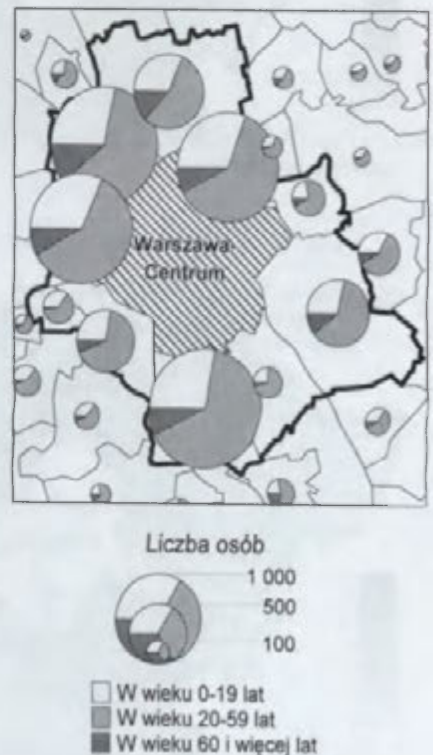 Warszawa-
Centrum
Liczba osób
1 000
500
100
W wieku 0-19 lat
W wieku 20-59 lat
W wieku 60 i więcej lat